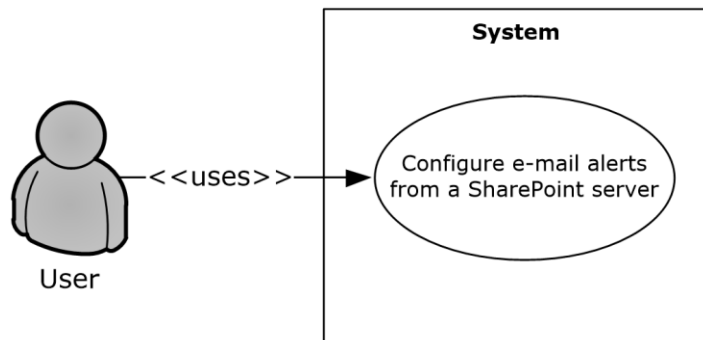 System
<<uses>>
Configure e-mail alerts
from a SharePoint server
User